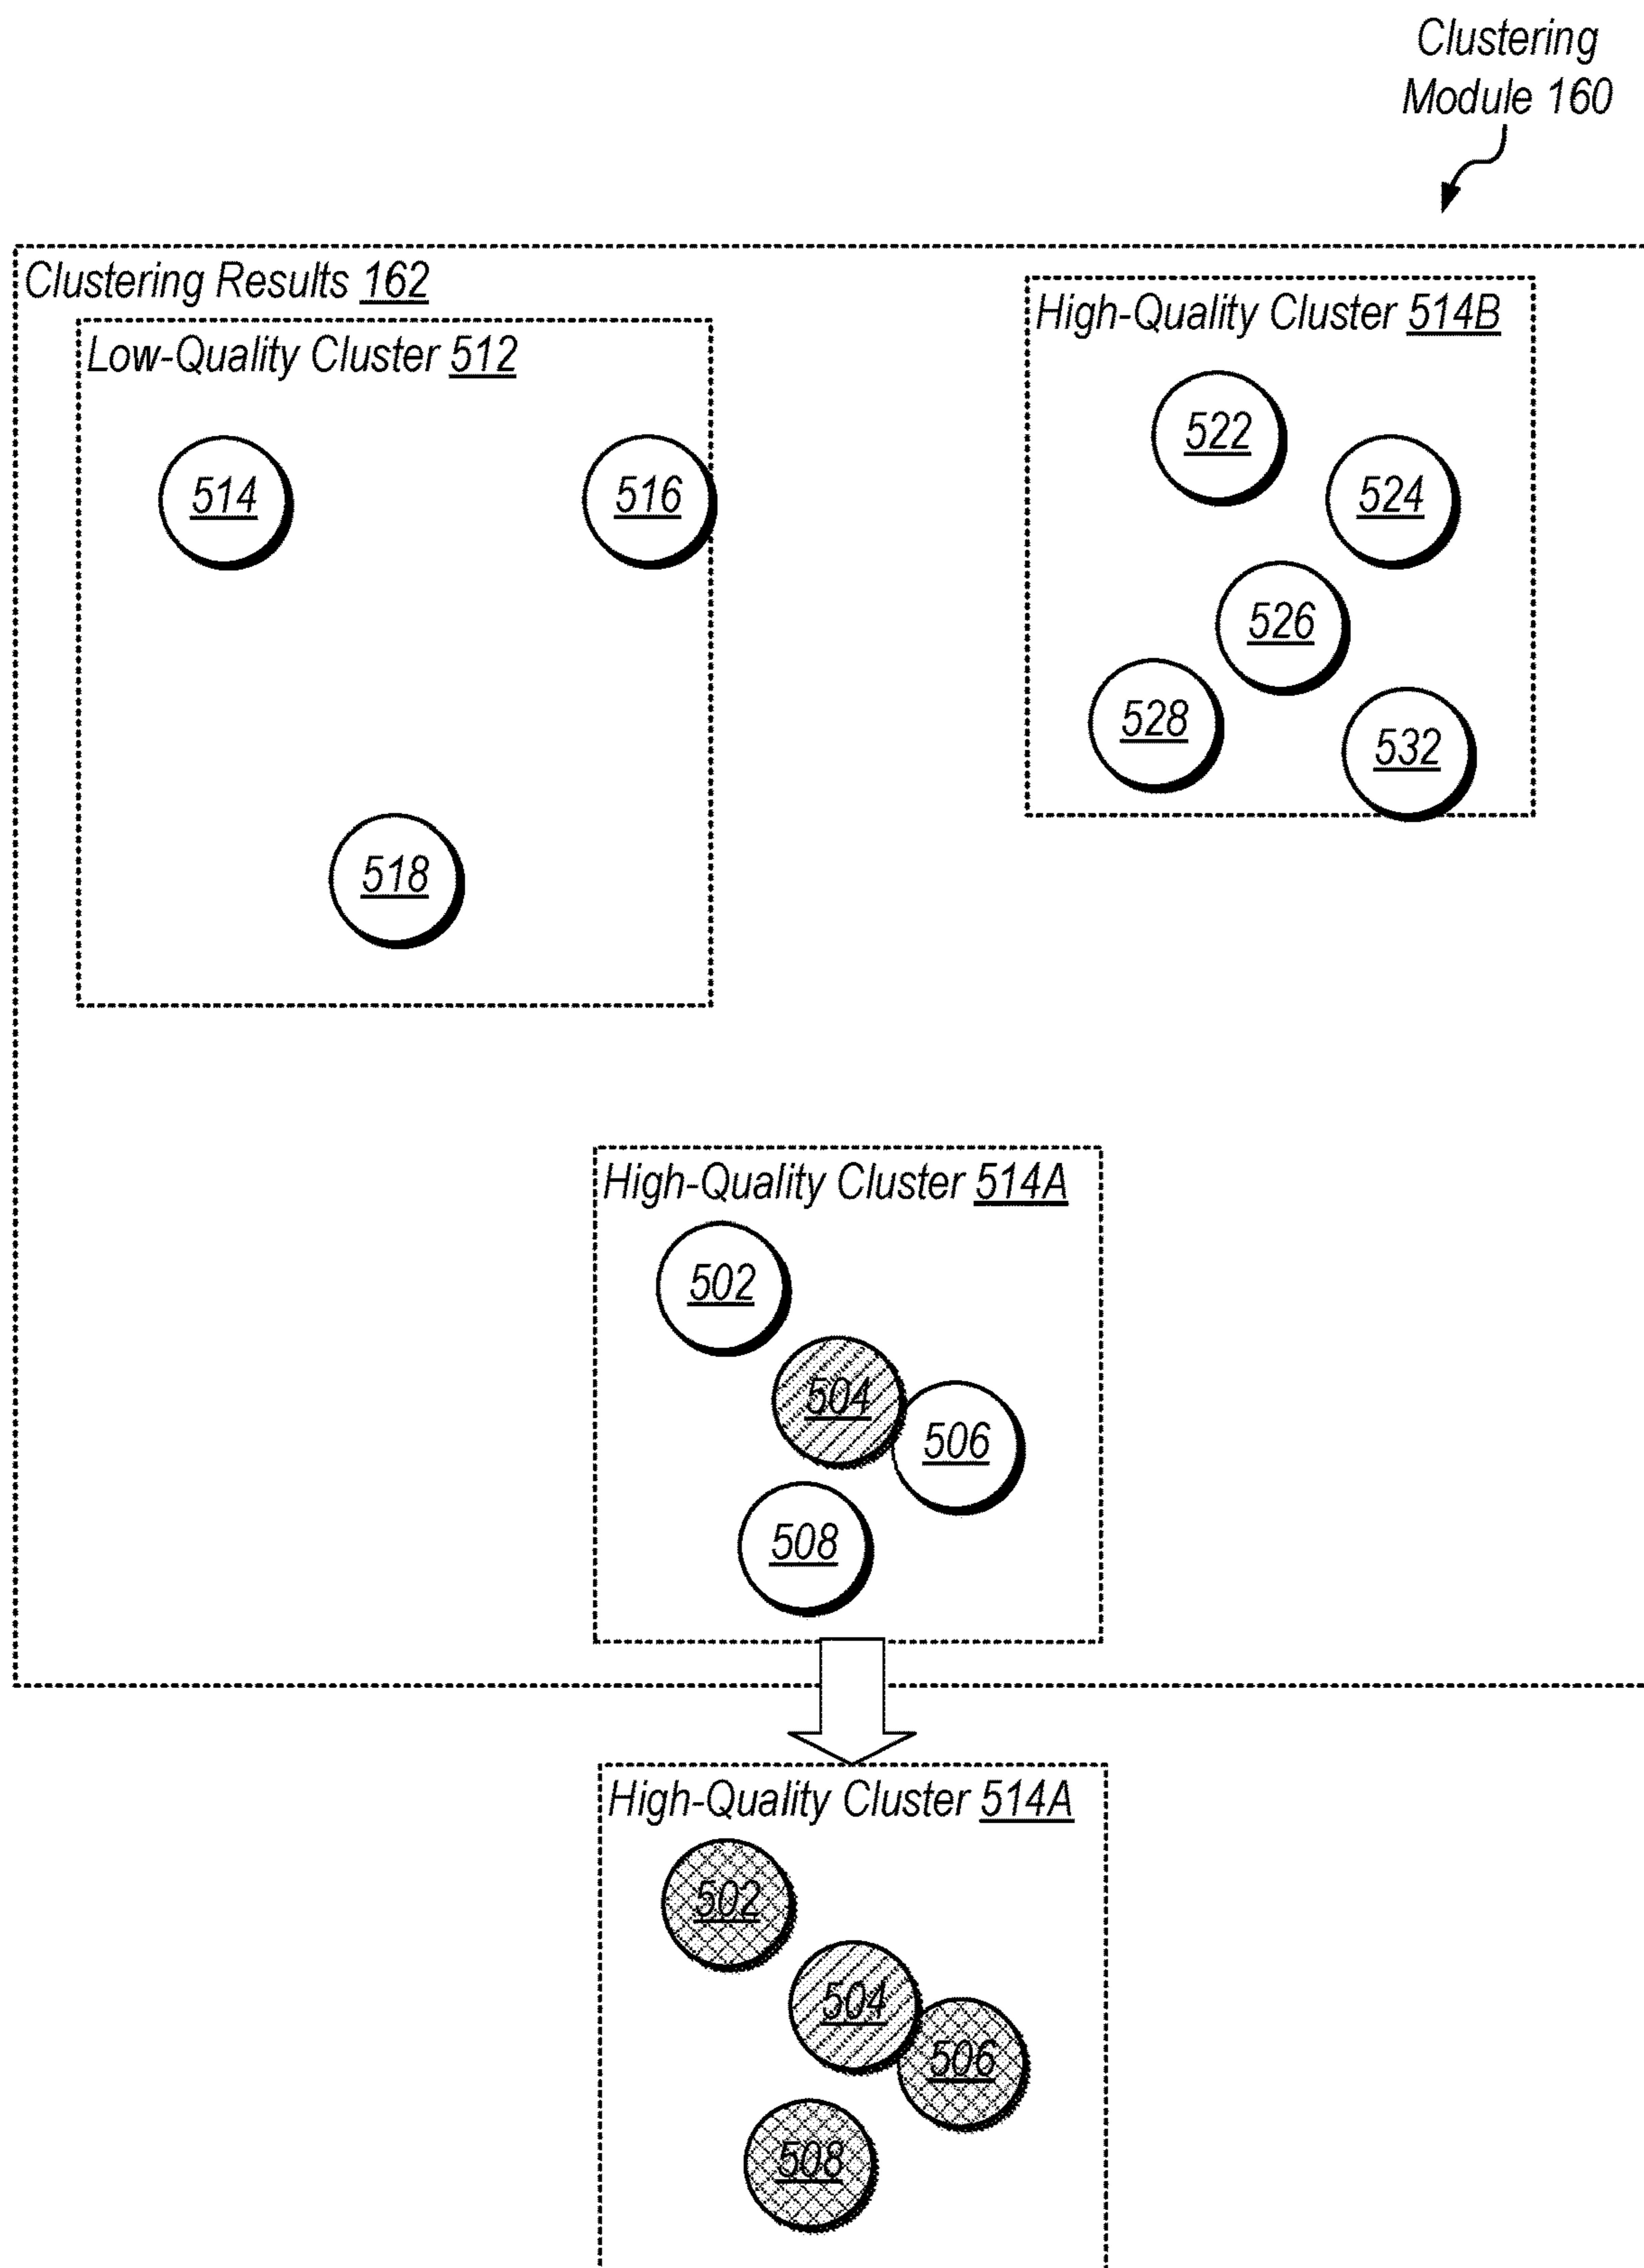 Clustering
Module 160
Clustering Results 162
Low-Quality Cluster 512
514
516
518
High-Quality Cluster 514B
522
524
526
528
532
High-Quality Cluster 514A
502
504
506
508
High-Quality Cluster 514A
502
504
506
508